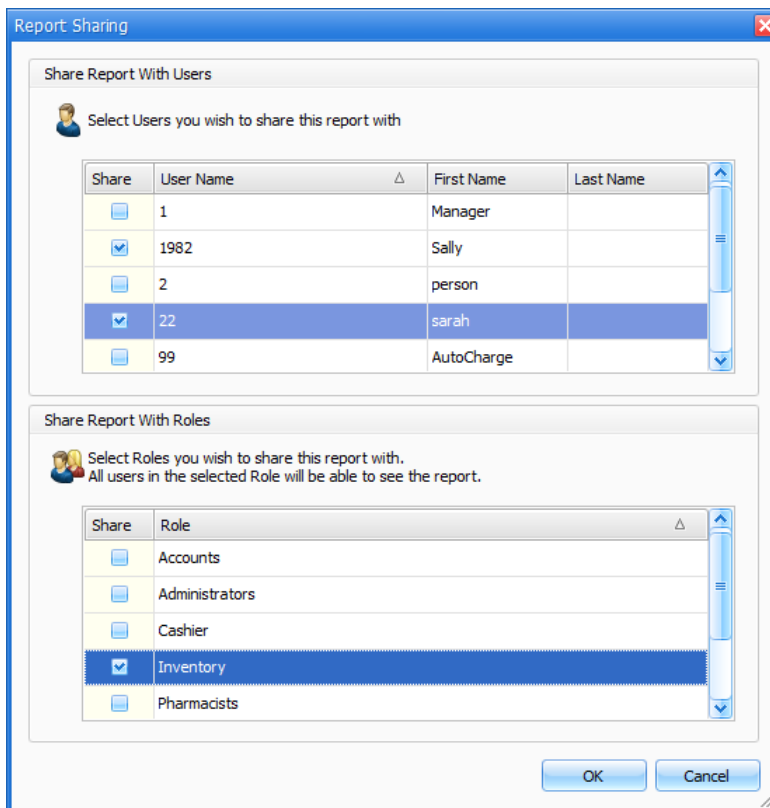 Report Sharing
Share Report With Users
Select Users you wish to share this report with
Share User Name First Name Last Name
1 Manager
1982 Sally
2 person
22 sarah
99 AutoCharge
Share Report With Roles
Select Roles you wish to share this report with.
All users in the selected Role will be able to see the report.
Share Role
Accounts
Administrators
Cashier
Inventory
Pharmacists
OK Cancel